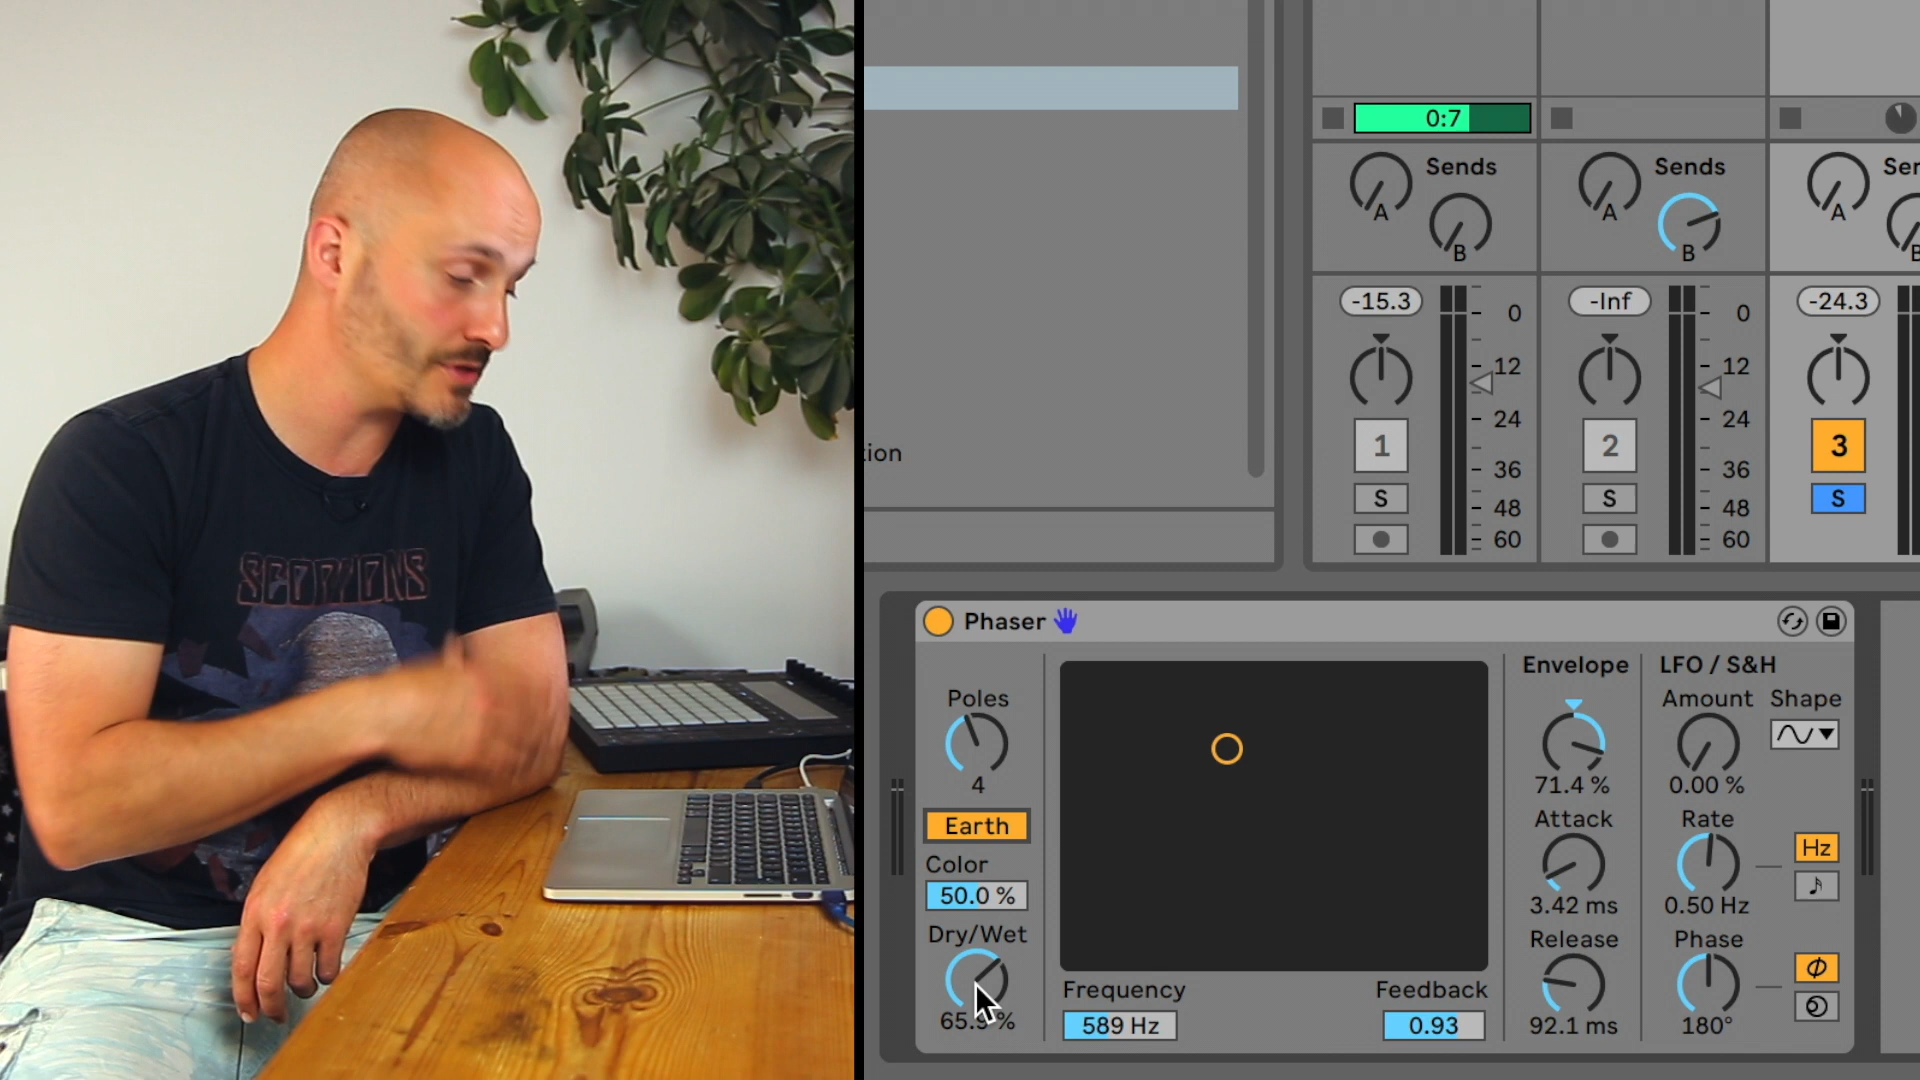 SCORPIONS
0:7
Sends
A
B
Sends
A
B
A
-15.3
0
12
24
36
48
60
1
S
-Inf
0
12
24
36
48
60
2
S
-24.3
3
S
Phaser
Poles
4
Earth
Color
50.0 %
Dry/Wet
Frequency
589 Hz
Feedback
0.93
Envelope
71.4 %
Attack
3.42 ms
Release
92.1 ms
LFO / S&H
Amount
0.00 %
Shape
Rate
0.50 Hz
Hz
Phase
180°